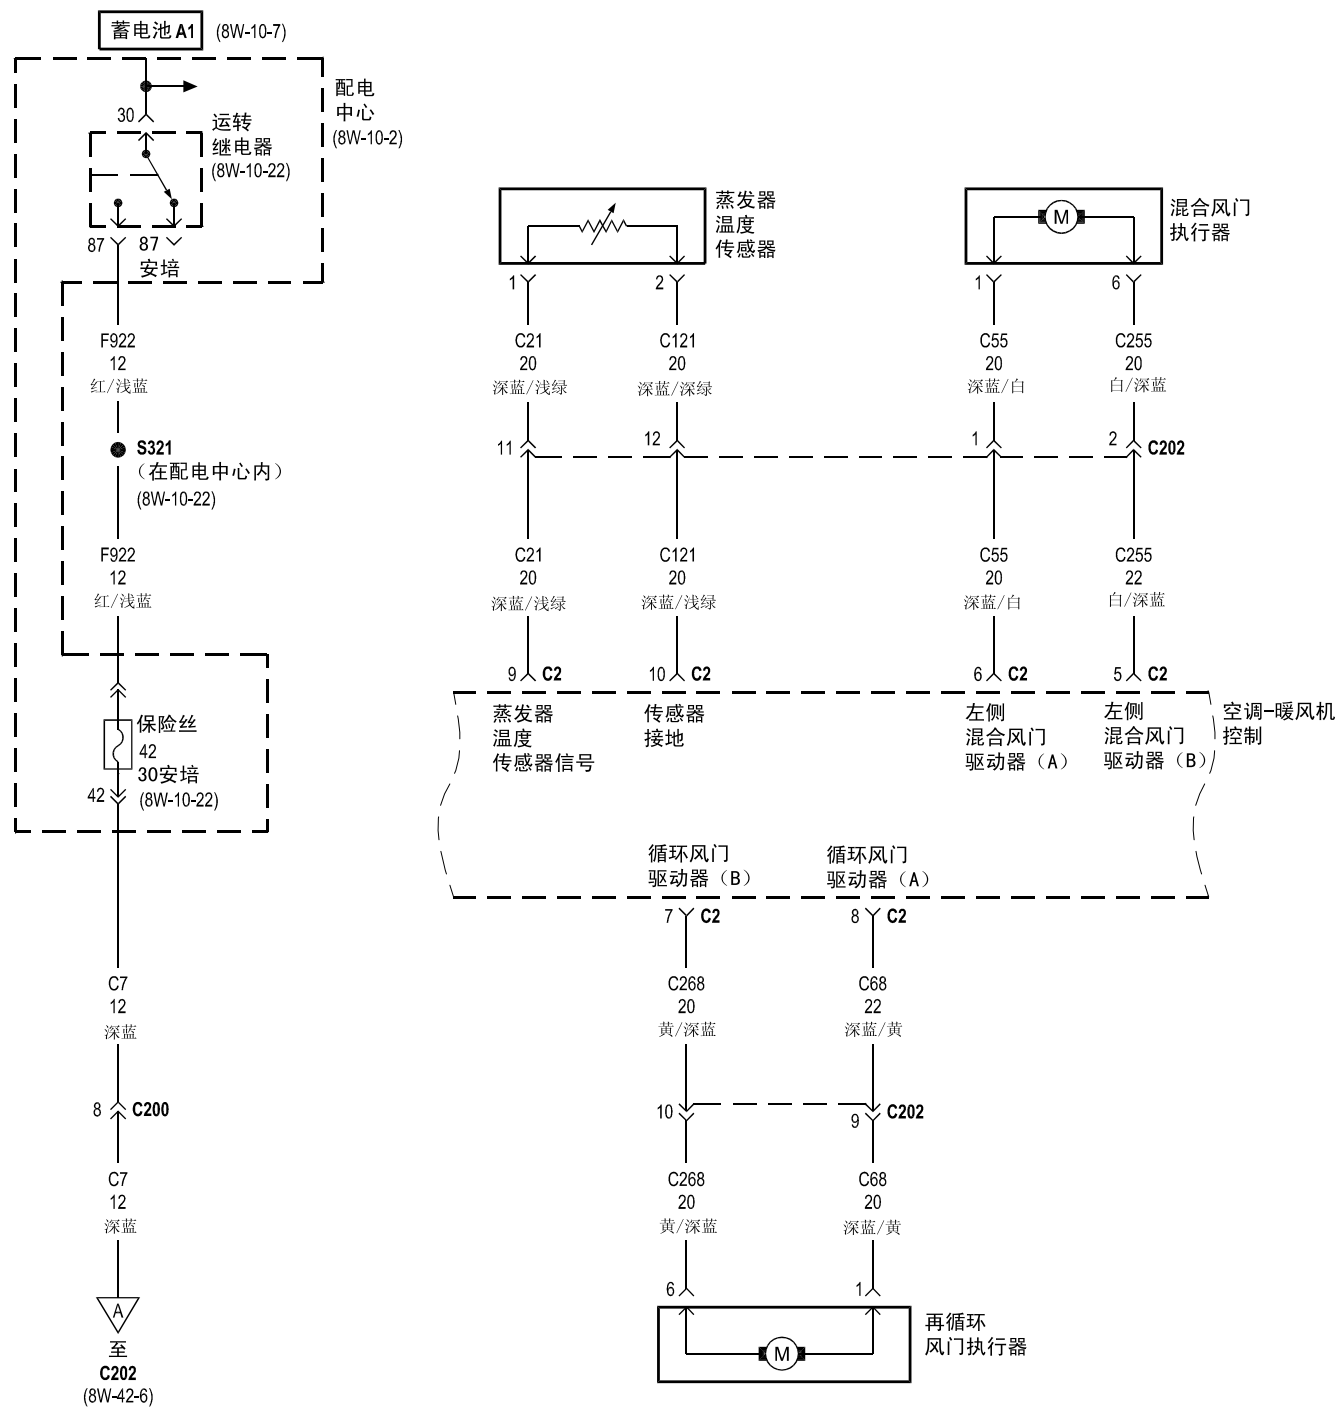 蓄电池 A1 (8W-10-7)
配电
中心
(8W-10-2)
30
运转
继电器
(8W-10-22)
87
87
安培
F922
12
红/浅蓝
S321
(在配电中心内)
(8W-10-22)
F922
12
红/浅蓝
保险丝
42
30安培
(8W-10-22)
42
C7
12
深蓝
8
C200
C7
12
深蓝
A
至
C202
(8W-42-6)
蒸发器
温度
传感器
1
2
C21
20
深蓝/浅绿
C121
20
深蓝/深绿
11
12
C21
20
深蓝/浅绿
C121
20
深蓝/浅绿
9 C2
10 C2
混合风门
执行器
M
1
6
C55
20
深蓝/白
C255
20
白/深蓝
1
2
C202
C55
20
深蓝/白
C255
22
白/深蓝
6 C2
5 C2
蒸发器
温度
传感器信号
传感器
接地
左侧
混合风门
驱动器（A）
左侧
混合风门
驱动器（B）
空调-暖风机
控制
循环风门
驱动器（B）
循环风门
驱动器（A）
7 C2
8 C2
C268
20
黄/深蓝
C68
22
深蓝/黄
10
9
C202
C268
20
黄/深蓝
C68
20
深蓝/黄
6
1
M
再循环
风门执行器